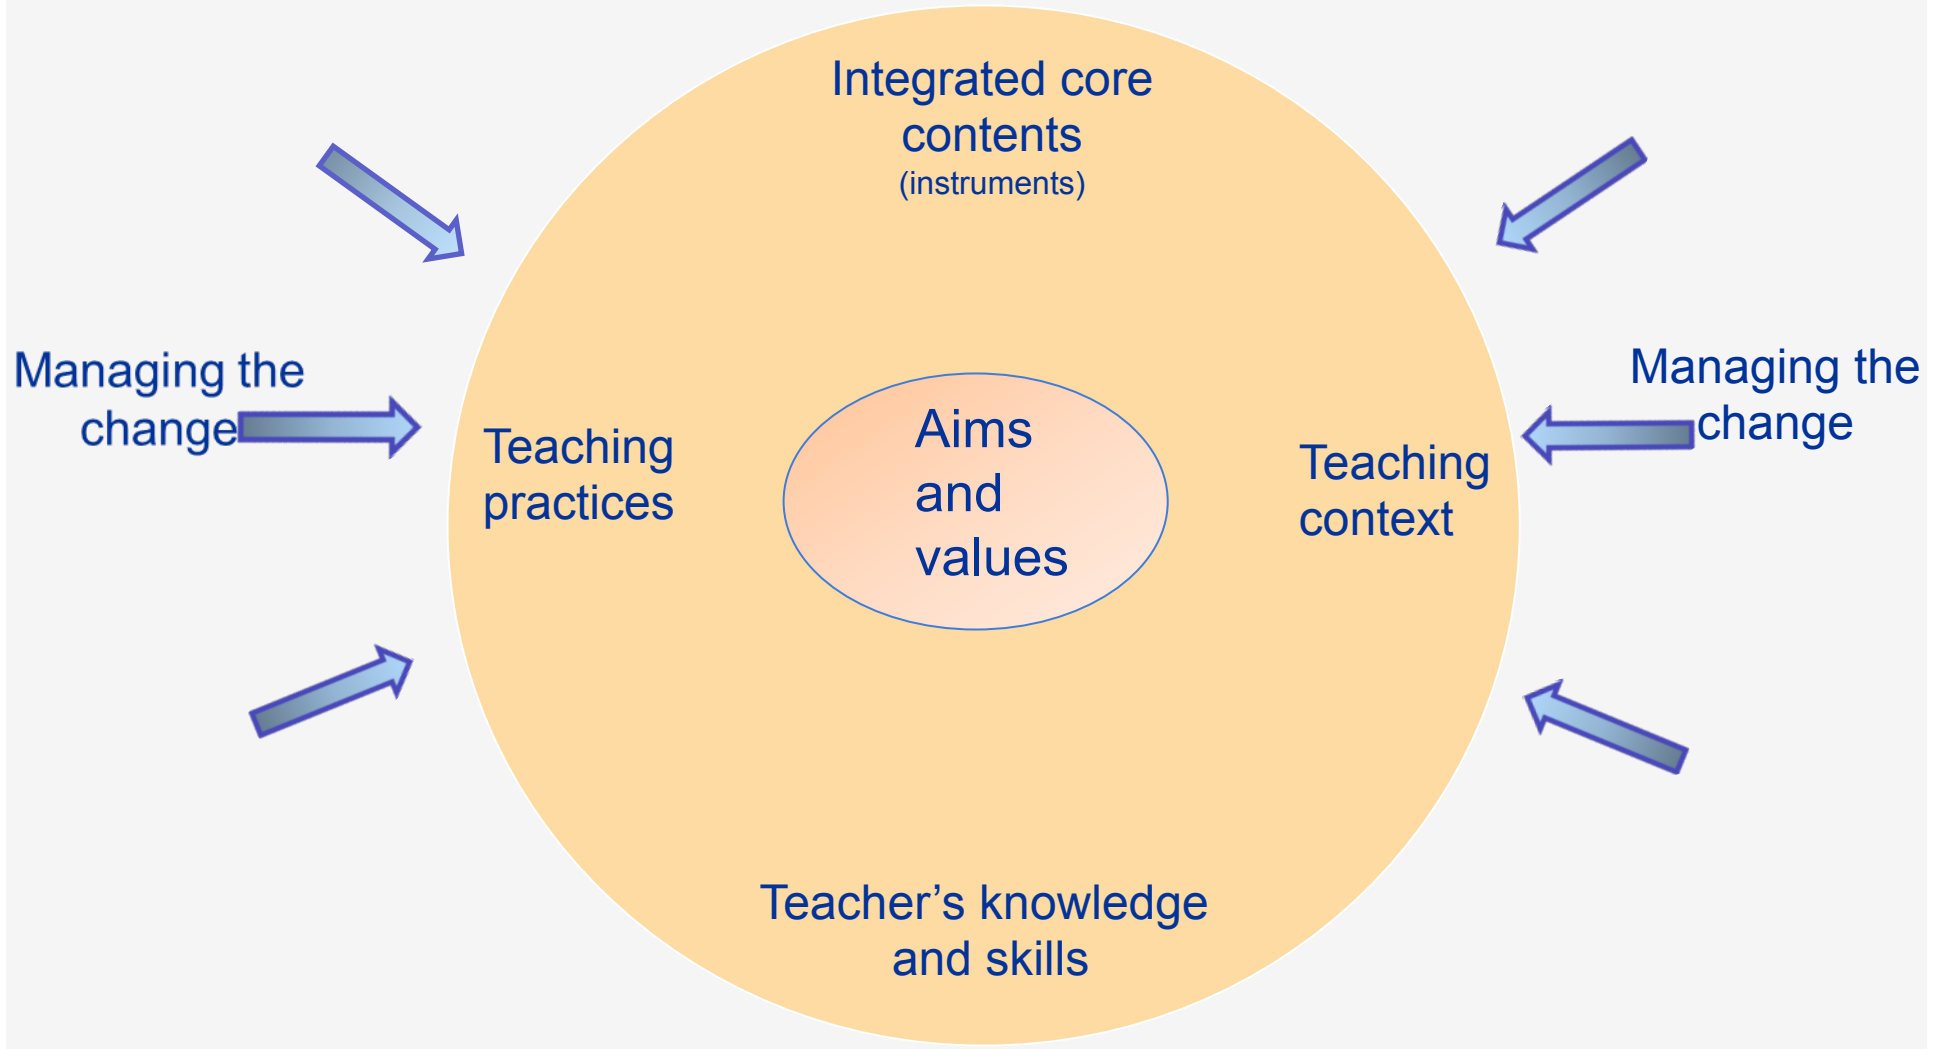 Integrated core
contents
(instruments)
Managing the
change
Managing the
change
Teaching
practices
Aims
and
values
Teaching
context
Teacher’s knowledge
and skills